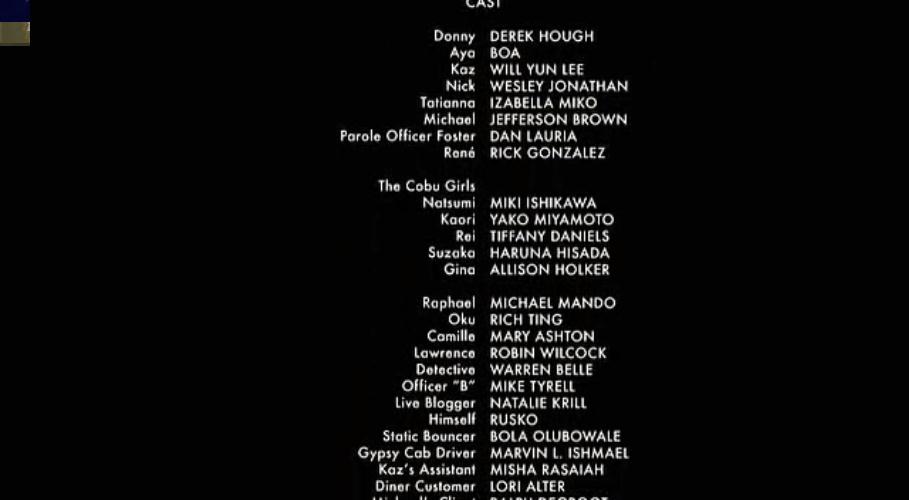 CAST
Donny DEREK HOUGH
Aya BOA
Kaz WILL YUN LEE
Nick WESLEY JONATHAN
Tatianna IZABELLA MIKO
Michael JEFFERSON BROWN
Parole Officer Foster DAN LAURIA
René RICK GONZALEZ
The Cobu Girls
Natsumi MIKI ISHIKAWA
Kaori YAKO MIYAMOTO
Rei TIFFANY DANIELS
Suzaka HARUNA HISADA
Gina ALLISON HOLKER
Raphael MICHAEL MANDO
Oku RICH TING
Camille MARY ASHTON
Lawrence ROBIN WILCOCK
Detective WARREN BELLE
Officer "B" MIKE TYRELL
Live Blogger NATALIE KRILL
Himself RUSKO
Static Bouncer BOLA OLUBOWALE
Gypsy Cab Driver MARVIN L. ISHMAEL
Kaz's Assistant MISHA RASAIAH
Diner Customer LORI ALTER